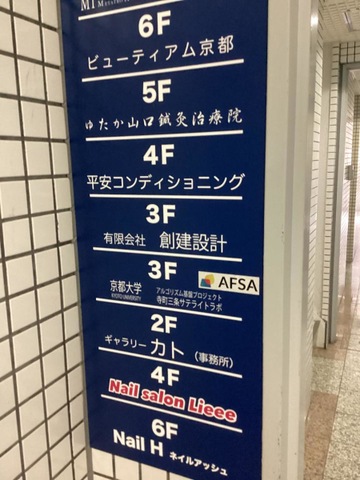 6F
ビューティアム京都
5F
ゆたか山口鍼灸治療院
4F
平安コンディショニング
3F
有限会社 創建設計
3F
AFSA
京都大学 アルゴリズム基盤プロジェクト
KYOTO UNIVERSITY 寺町三条サテライトラボ
2F
ギャラリー カト (事務所)
4F
Nail salon Lieee
6F
Nail H ネイルアッシュ